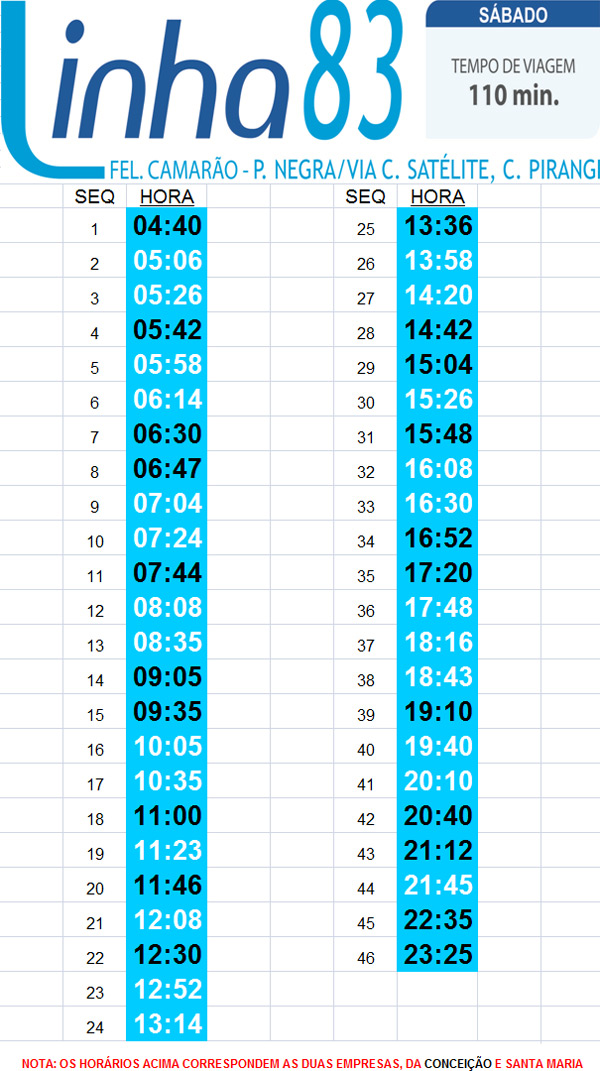 Linha 83
SÁBADO
TEMPO DE VIAGEM
110 min.
FEL. CAMARÃO - P. NEGRA/VIA C. SATÉLITE, C. PIRANGI
SEQ HORA SEQ HORA
1 04:40 25 13:36
2 05:06 26 13:58
3 05:26 27 14:20
4 05:42 28 14:42
5 05:58 29 15:04
6 06:14 30 15:26
7 06:30 31 15:48
8 06:47 32 16:08
9 07:04 33 16:30
10 07:24 34 16:52
11 07:44 35 17:20
12 08:08 36 17:48
13 08:35 37 18:16
14 09:05 38 18:43
15 09:35 39 19:10
16 10:05 40 19:40
17 10:35 41 20:10
18 11:00 42 20:40
19 11:23 43 21:12
20 11:46 44 21:45
21 12:08 45 22:35
22 12:30 46 23:25
23 12:52
24 13:14
NOTA: OS HORÁRIOS ACIMA CORRESPONDEM AS DUAS EMPRESAS, DA CONCEIÇÃO E SANTA MARIA